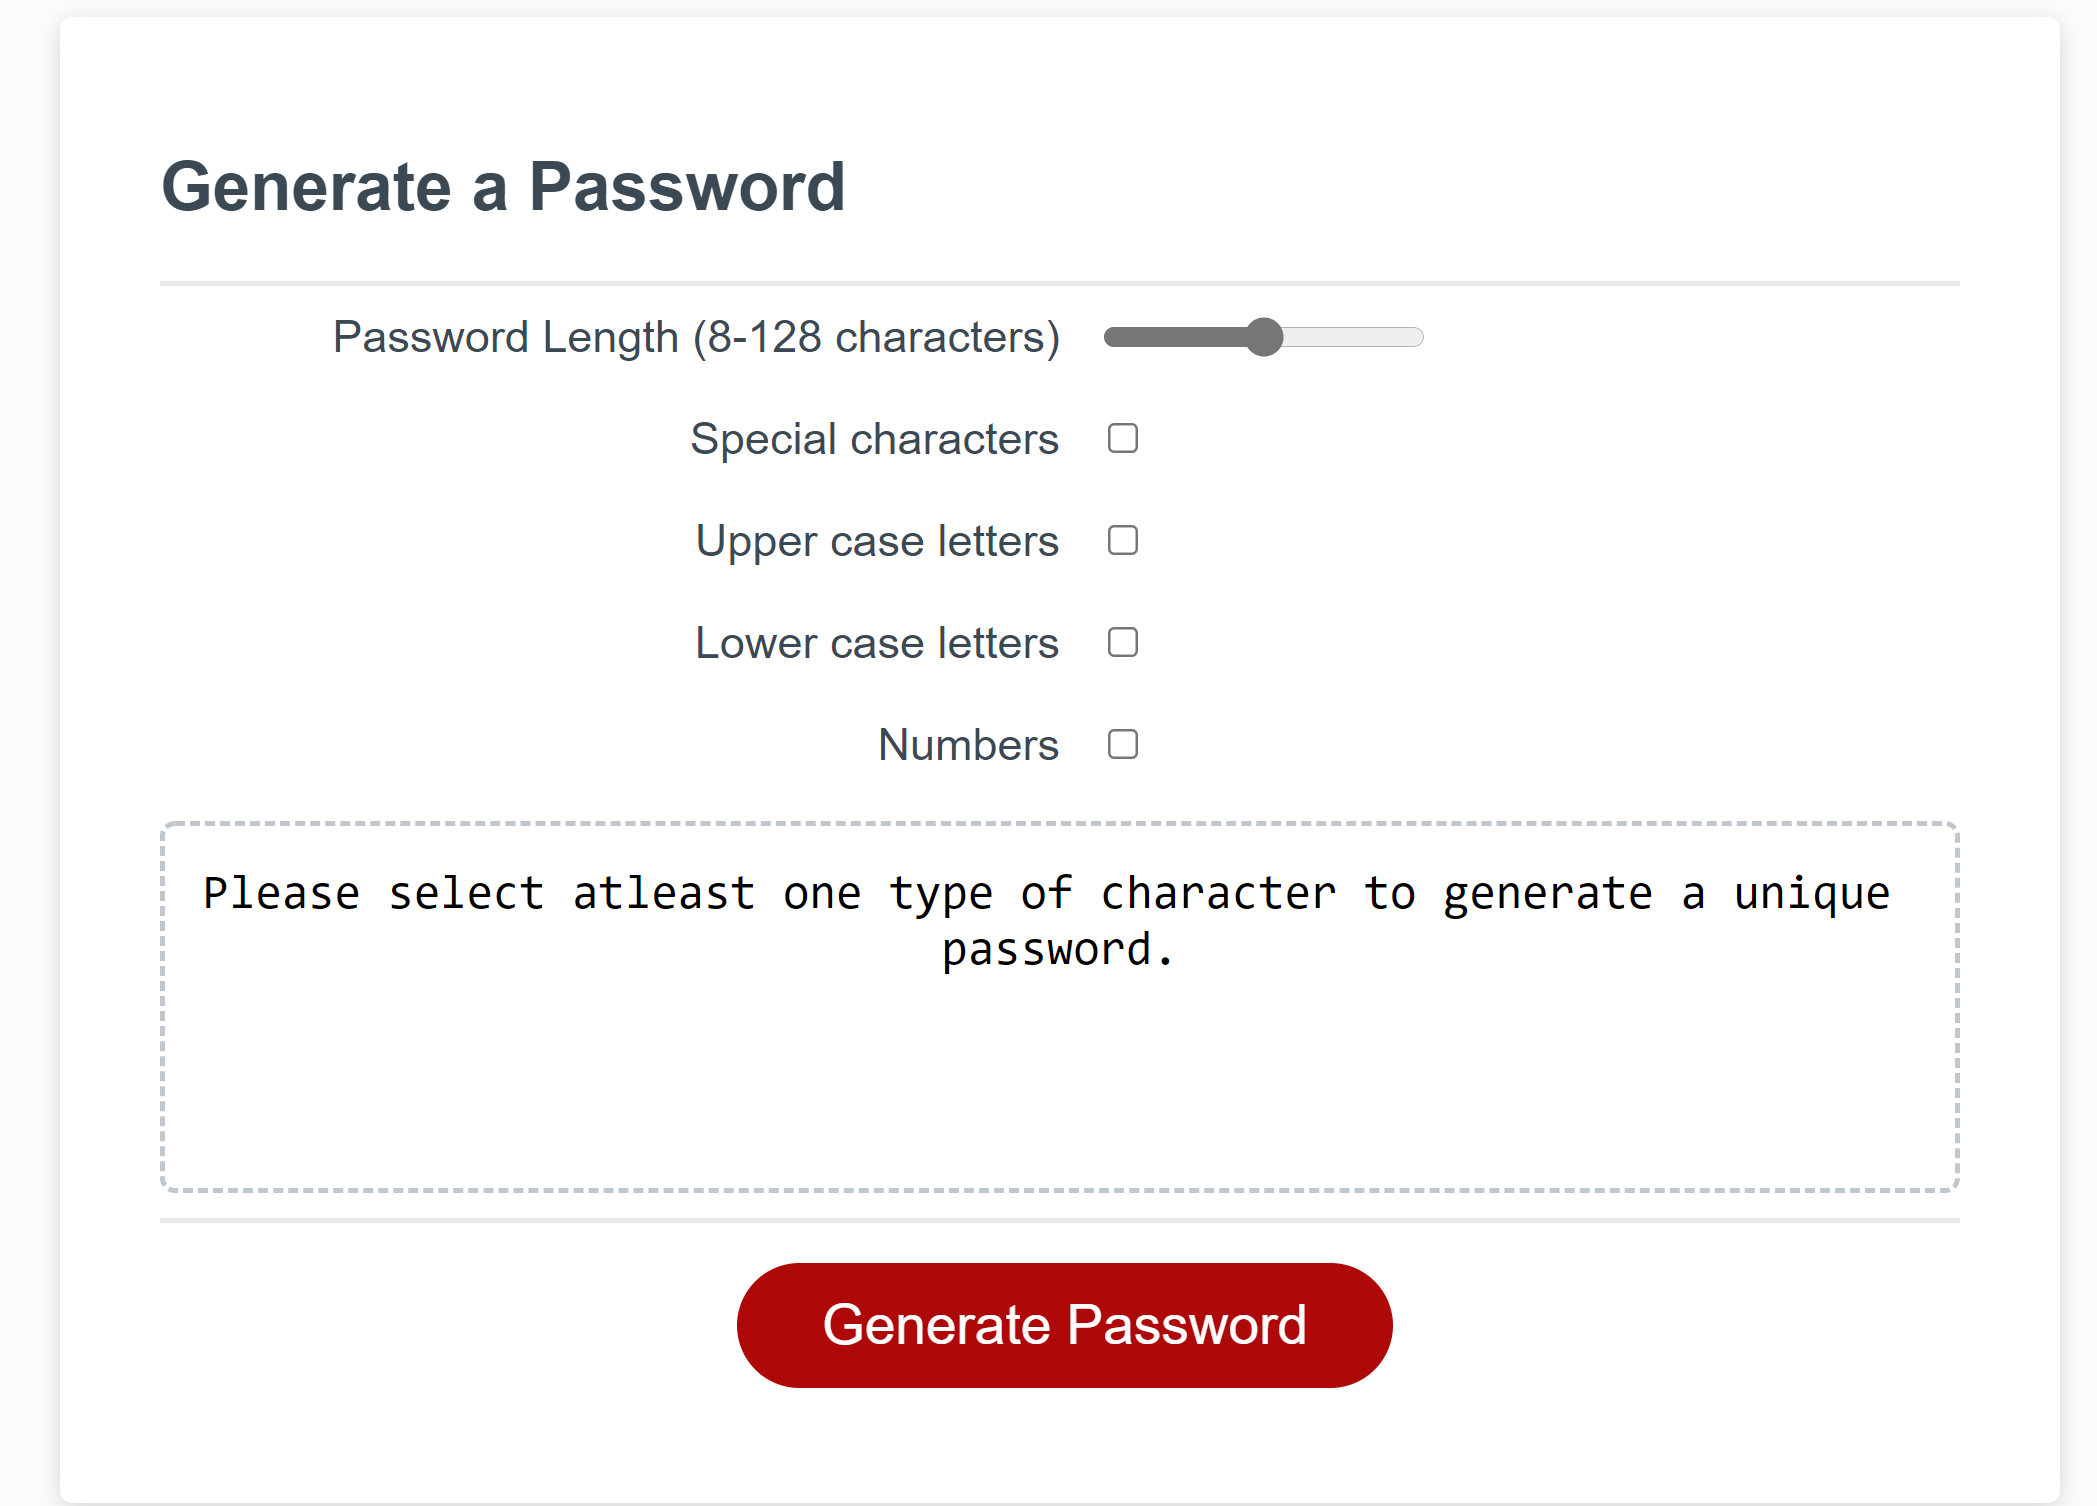 Generate a Password
Password Length (8-128 characters)
Special characters
Upper case letters
Lower case letters
Numbers
Please select atleast one type of character to generate a unique
password.
Generate Password